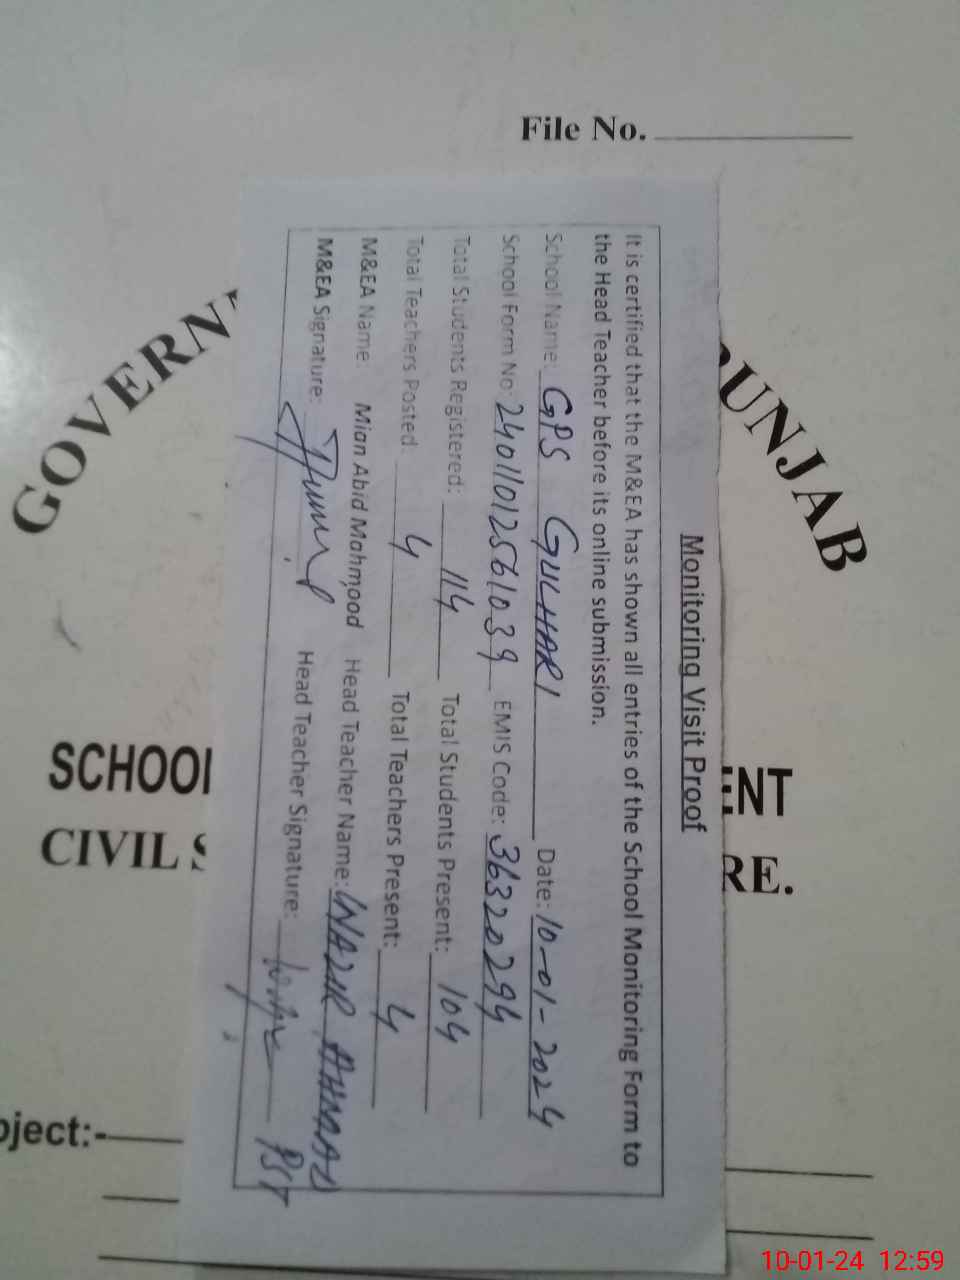 File No.
GOVERN
PUNJAB
SCHOOL
ENT
CIVIL S
RE.
bject:-
Monitoring Visit Proof
It is certified that the M&EA has shown all entries of the School Monitoring Form to
the Head Teacher before its online submission.
School Name: GPS GULHARI Date: 10-01-2024
School Form No: 24011012561039 EMIS Code: 36320294
Total Students Registered: 114 Total Students Present: 104
Total Teachers Posted: 4 Total Teachers Present: 4
M&EA Name: Mian Abid Mahmood Head Teacher Name: NAZIR AHMAD
M&EA Signature: Head Teacher Signature: PST
10-01-24 12:59